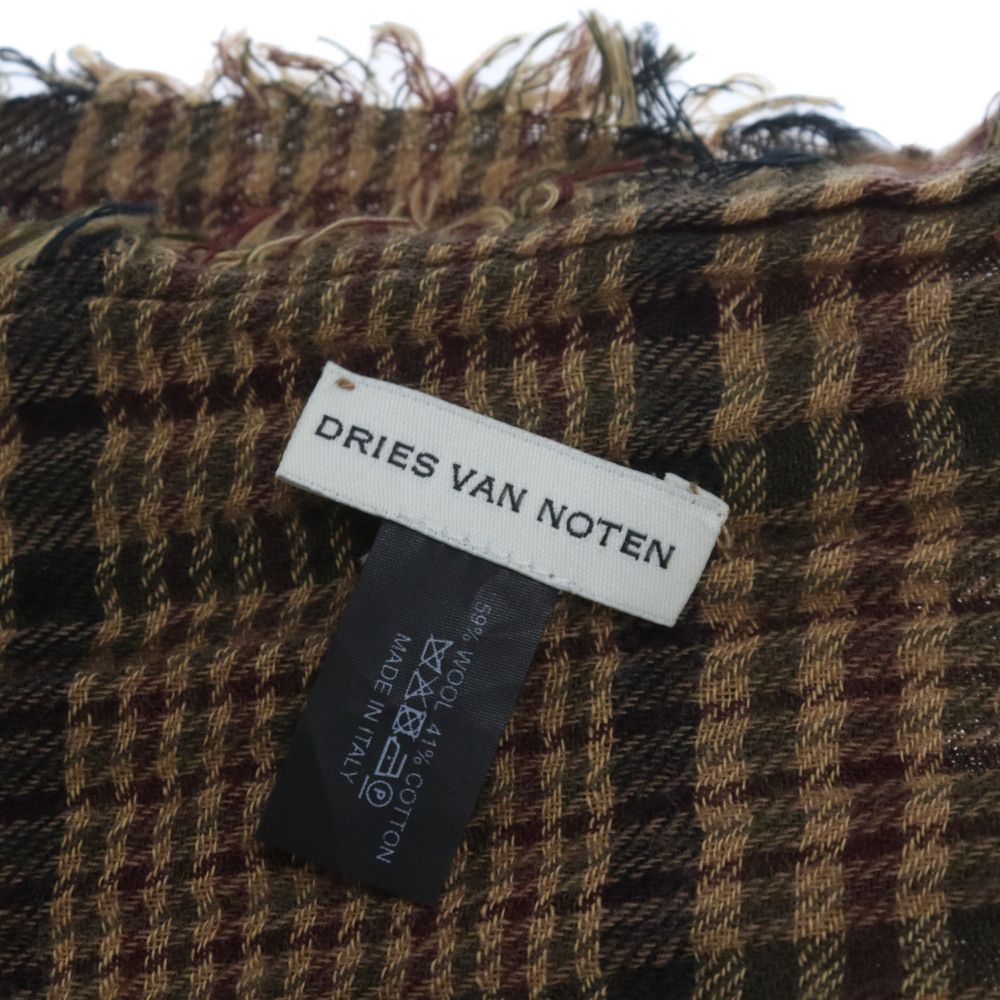 DRIES VAN NOTEN
59% WOOL 41% COTTON
P
MADE IN ITALY